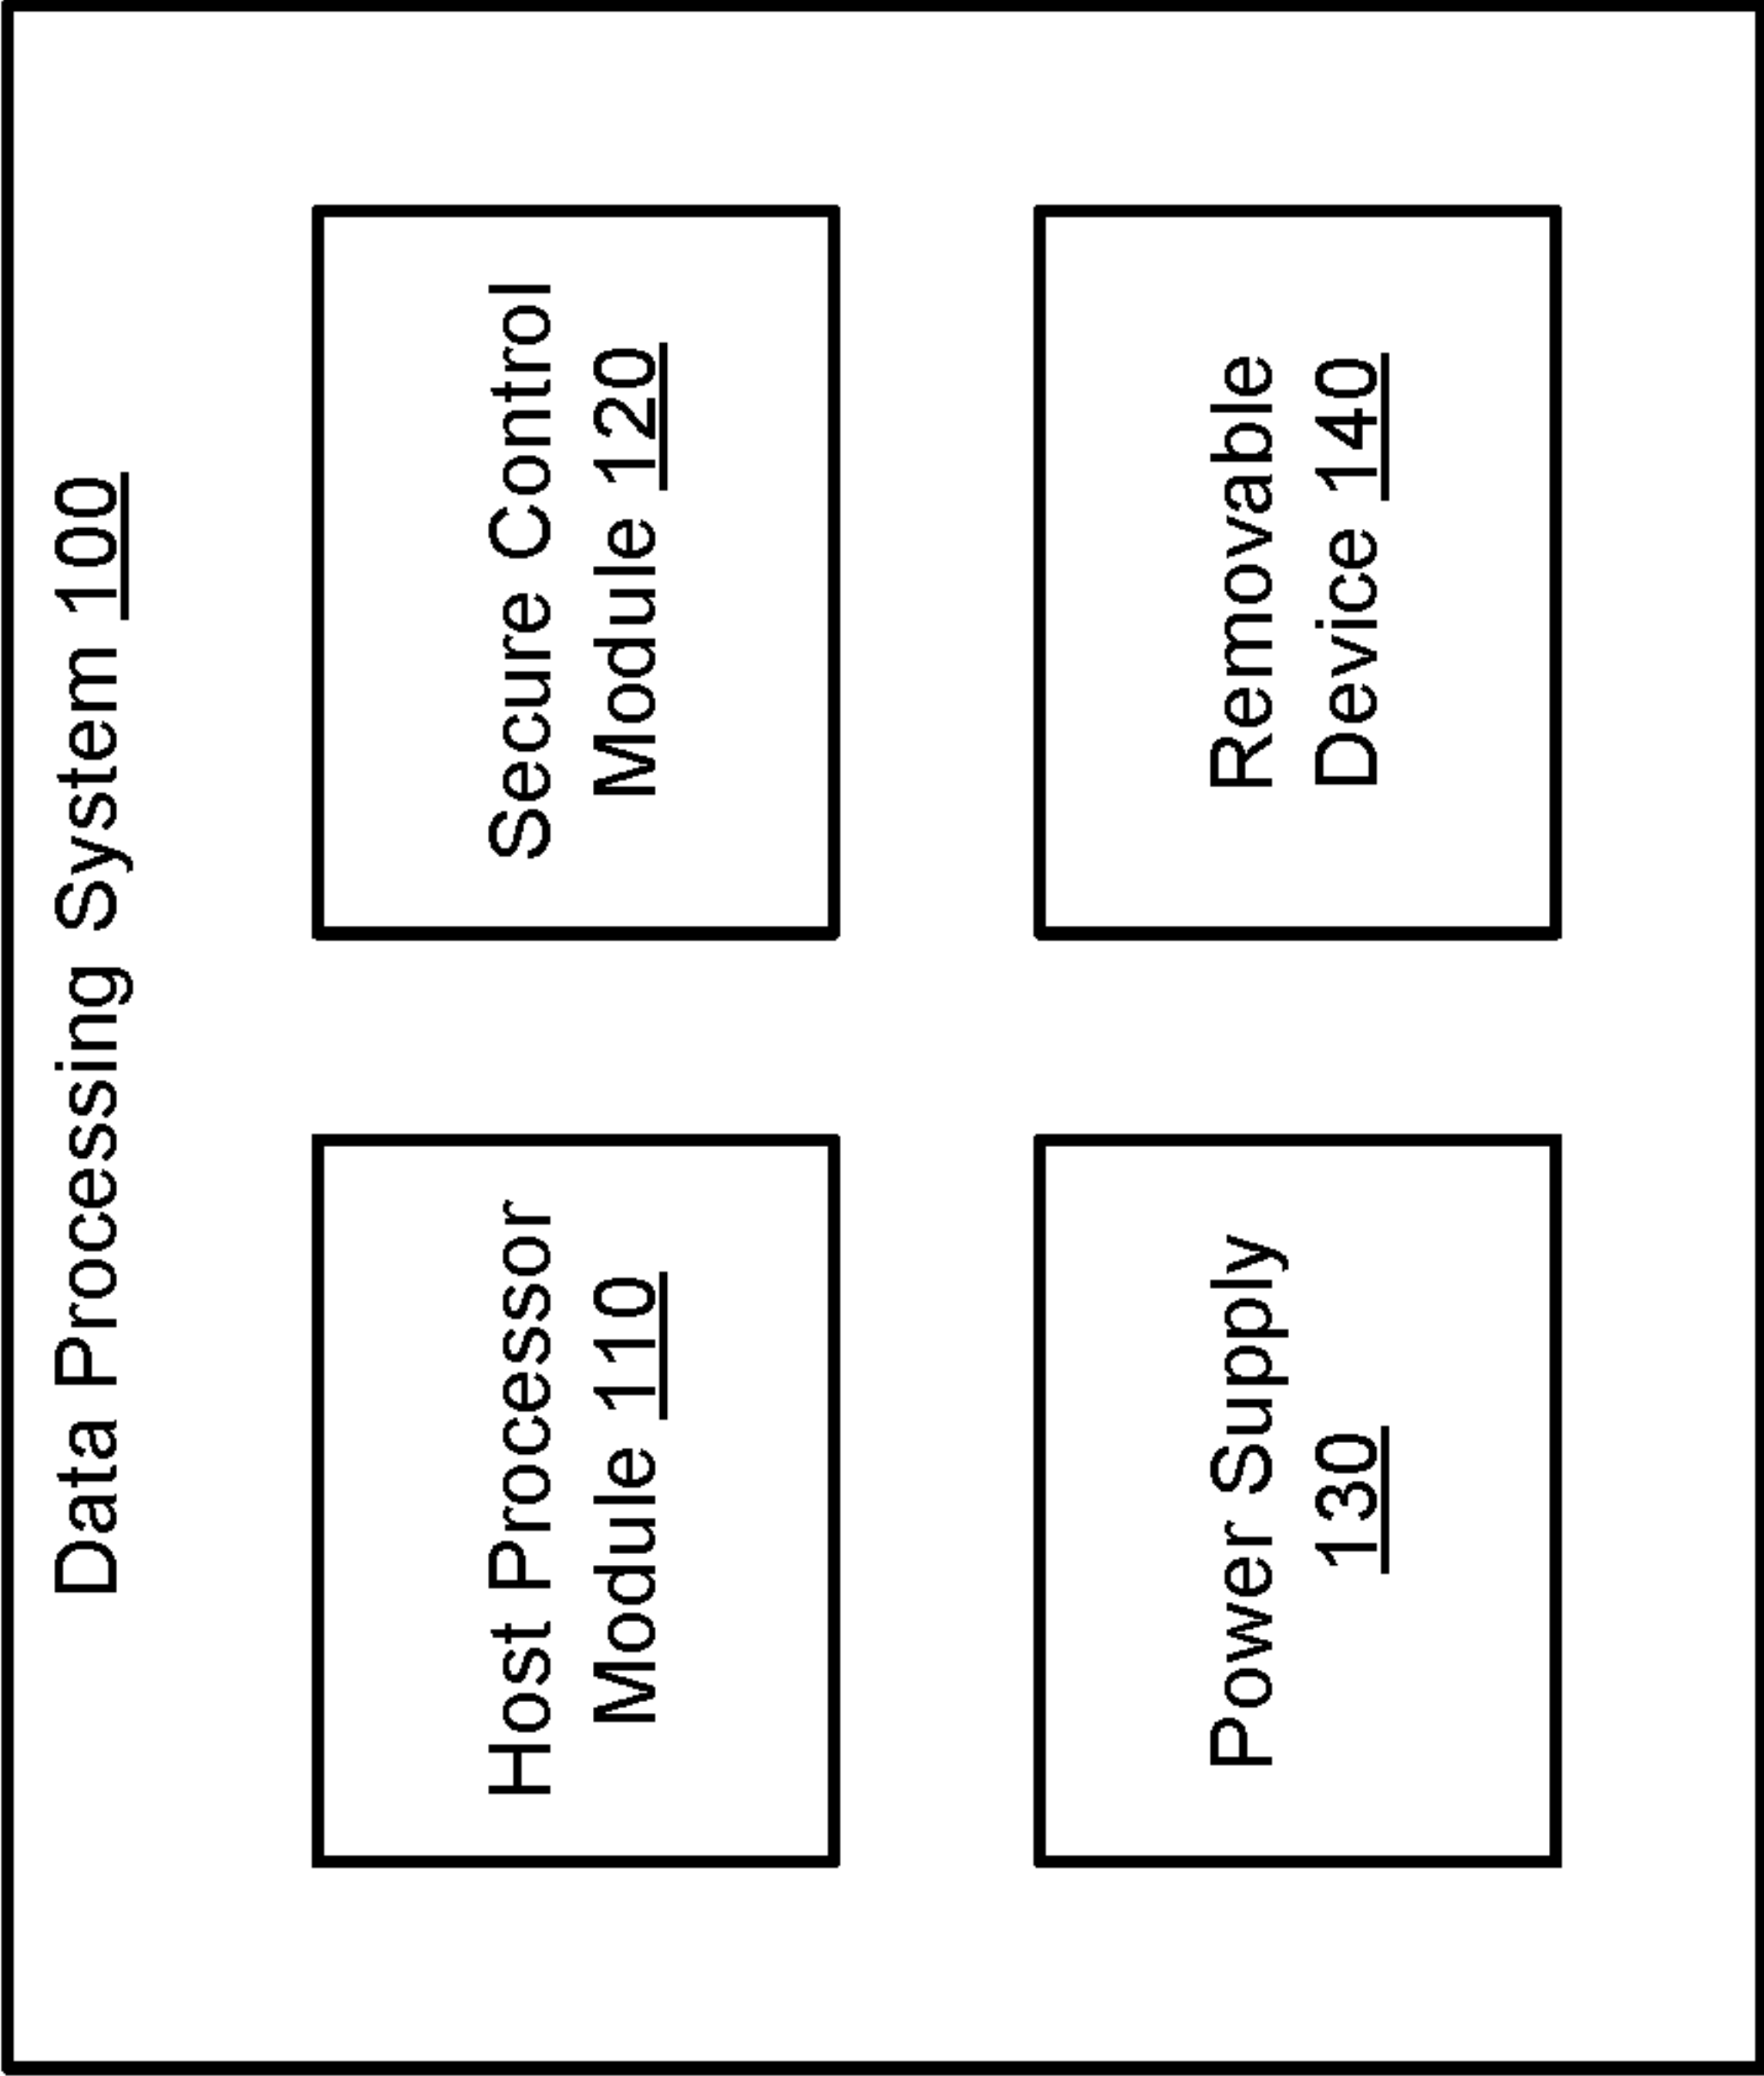 Data Processing System 100
Host Processor
Module 110
Secure Control
Module 120
Power Supply
130
Removable
Device 140